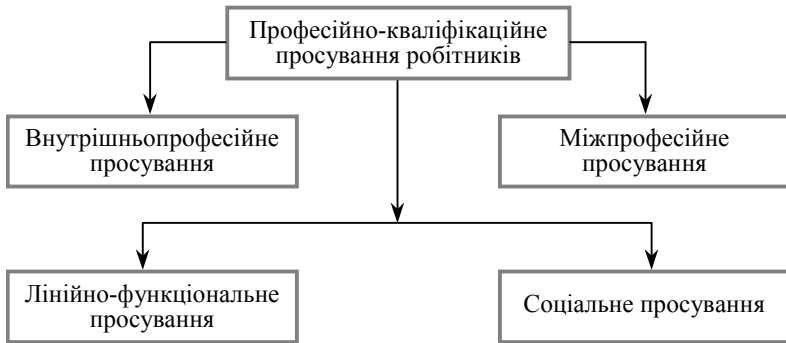 Професійно-кваліфікаційне
просування робітників
Внутрішньопрофесійне
просування
Міжпрофесійне
просування
Лінійно-функціональне
просування
Соціальне просування